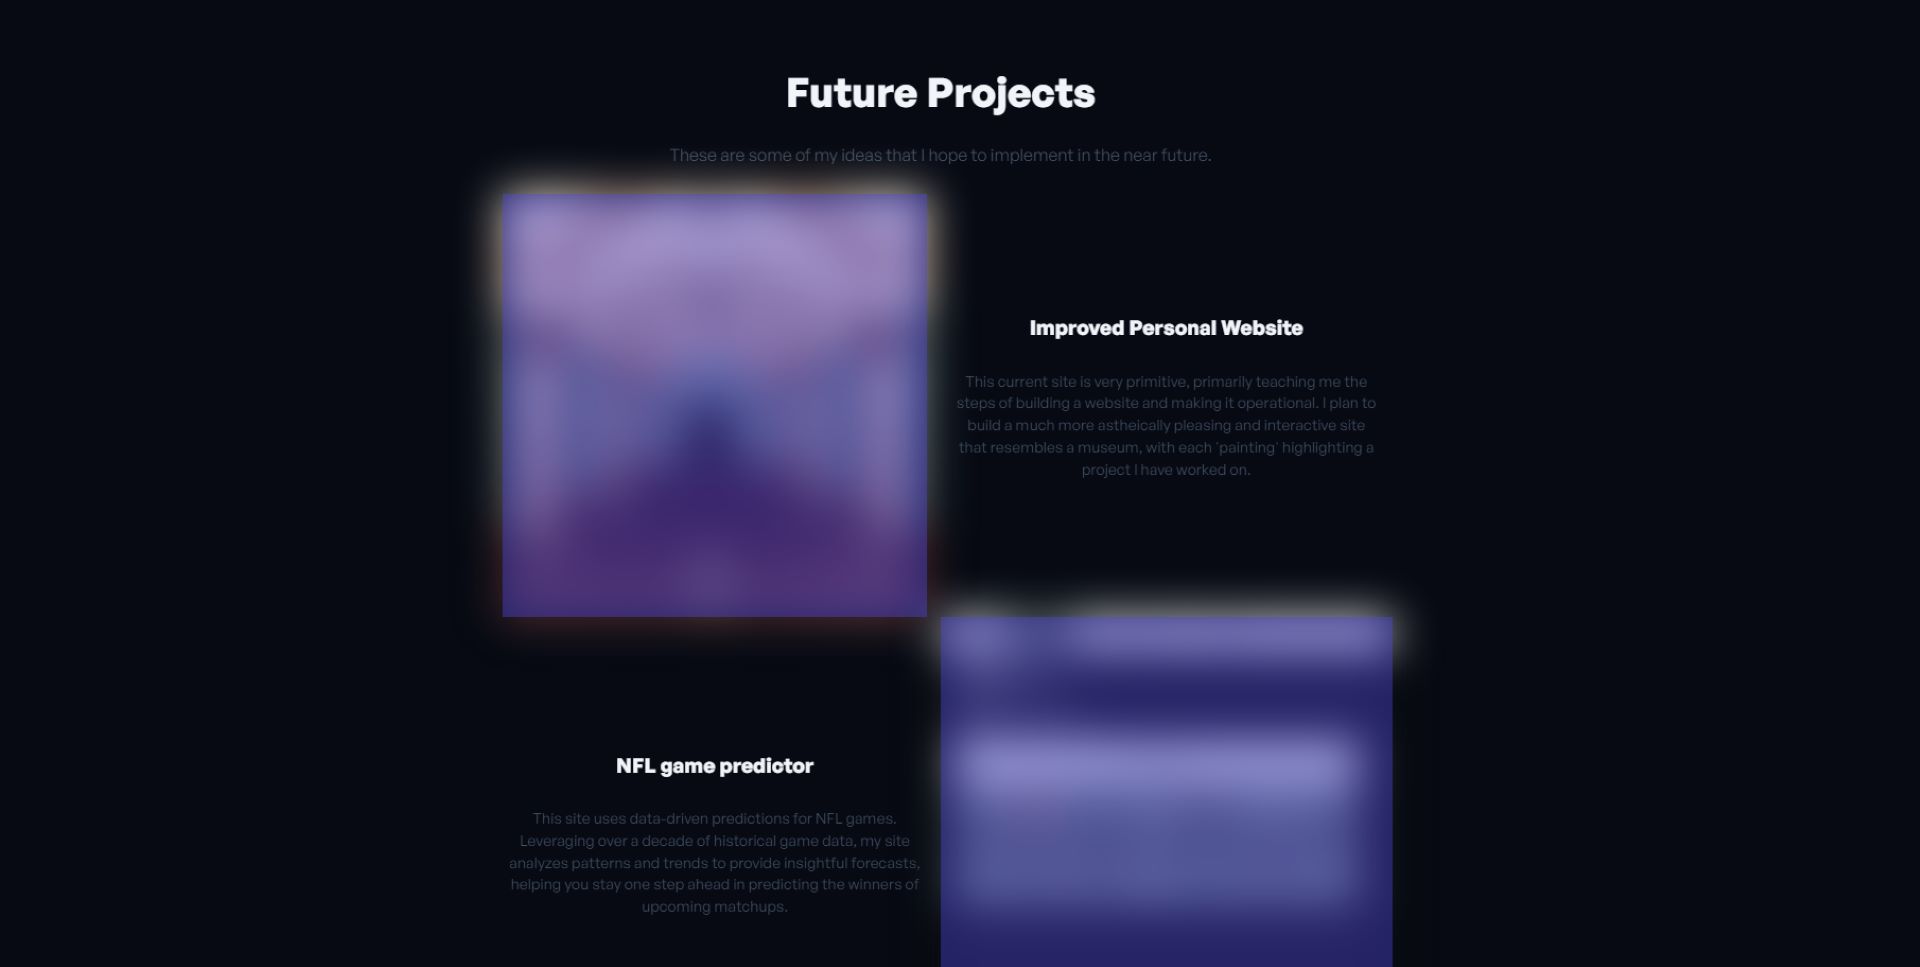 Future Projects
These are some of my ideas that I hope to implement in the near future.
Improved Personal Website
This current site is very primitive, primarily teaching me the
steps of building a website and making it operational. I plan to
build a much more astheically pleasing and interactive site
that resembles a museum, with each 'painting' highlighting a
project I have worked on.
NFL game predictor
This site uses data-driven predictions for NFL games.
Leveraging over a decade of historical game data, my site
analyzes patterns and trends to provide insightful forecasts,
helping you stay one step ahead in predicting the winners of
upcoming matchups.